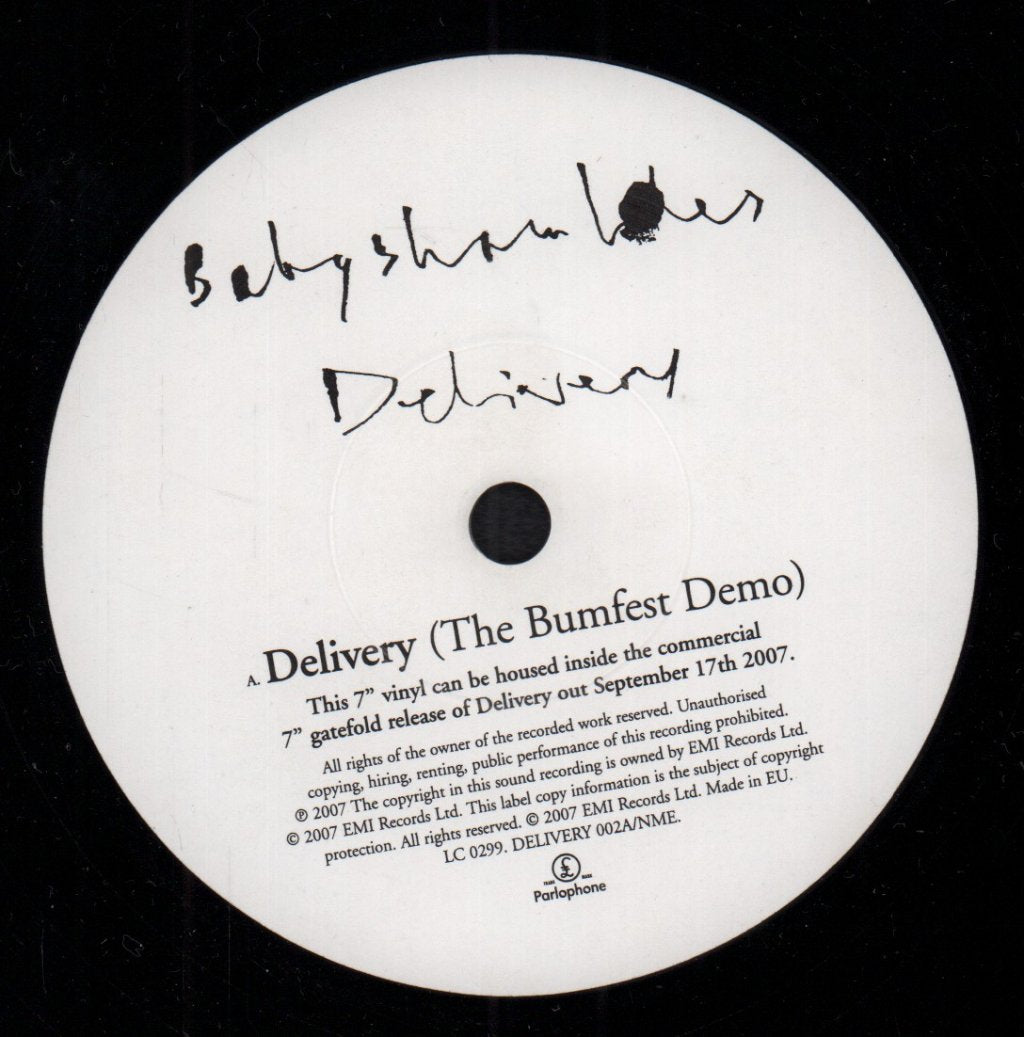 Babyshambles
Delivery
A. Delivery (The Bumfest Demo)
This 7” vinyl can be housed inside the commercial
7” gatefold release of Delivery out September 17th 2007.
All rights of the owner of the recorded work reserved. Unauthorised
copying, hiring, renting, public performance of this recording prohibited.
℗ 2007 The copyright in this sound recording is owned by EMI Records Ltd.
© 2007 EMI Records Ltd. This label copy information is the subject of copyright
protection. All rights reserved. © 2007 EMI Records Ltd. Made in EU.
LC 0299. DELIVERY 002A/NME.
TRADE £ MARK
Parlophone